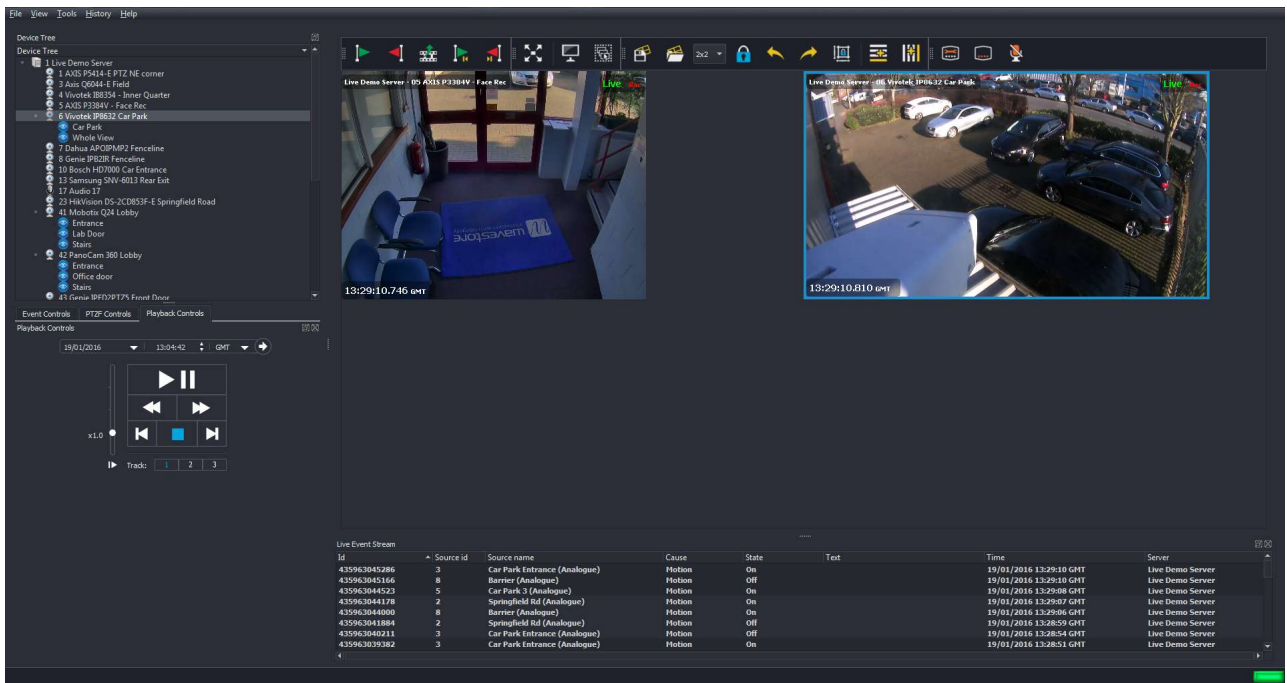 File View Tools History Help
Device Tree
Device Tree
1 Live Demo Server
1 AXIS P5414-E PTZ NE corner
3 Axis Q6044-E Field
4 Vivotek IB8354 - Inner Quarter
5 AXIS P3384V - Face Rec
6 Vivotek IP8632 Car Park
Car Park
Whole View
7 Dahua APOIPMP2 Fenceline
8 Genie IPB2IR Fenceline
10 Bosch HD7000 Car Entrance
13 Samsung SNV-6013 Rear Exit
17 Audio 17
23 HikVision DS-2CD853F-E Springfield Road
41 Mobotix Q24 Lobby
Entrance
Lab Door
Stairs
42 PanoCam 360 Lobby
Entrance
Office door
Stairs
43 Genie IPFD2PTZ5 Front Door
Event Controls PTZF Controls Playback Controls
Playback Controls
19/01/2016 13:04:42 GMT
x1.0
Track: 1 2 3
2x2
Live Demo Server - 05 AXIS P3384V - Face Rec Live Rec
wavestore
13:29:10.746 GMT
Live Demo Server - 06 Vivotek IP8632 Car Park Live Rec
13:29:10.810 GMT
Live Event Stream
Id Source id Source name Cause State Text Time Server
435963045286 3 Car Park Entrance (Analogue) Motion On 19/01/2016 13:29:10 GMT Live Demo Server
435963045166 8 Barrier (Analogue) Motion Off 19/01/2016 13:29:10 GMT Live Demo Server
435963044523 5 Car Park 3 (Analogue) Motion On 19/01/2016 13:29:08 GMT Live Demo Server
435963044178 2 Springfield Rd (Analogue) Motion On 19/01/2016 13:29:07 GMT Live Demo Server
435963044000 8 Barrier (Analogue) Motion On 19/01/2016 13:29:06 GMT Live Demo Server
435963041884 2 Springfield Rd (Analogue) Motion Off 19/01/2016 13:28:59 GMT Live Demo Server
435963040211 3 Car Park Entrance (Analogue) Motion Off 19/01/2016 13:28:54 GMT Live Demo Server
435963039382 3 Car Park Entrance (Analogue) Motion On 19/01/2016 13:28:51 GMT Live Demo Server